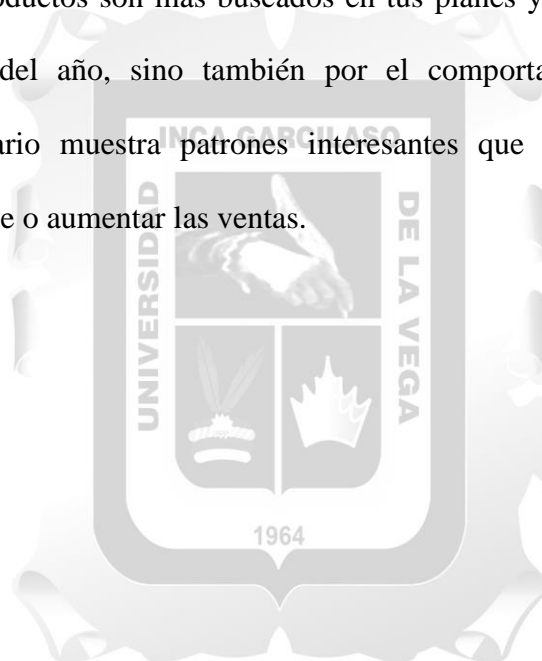 oductos son más buscados en tus planes y
del año, sino también por el comporta
ario muestra patrones interesantes que
e o aumentar las ventas.
INCA GARCILASO
UNIVERSIDAD
DE LA VEGA
1964